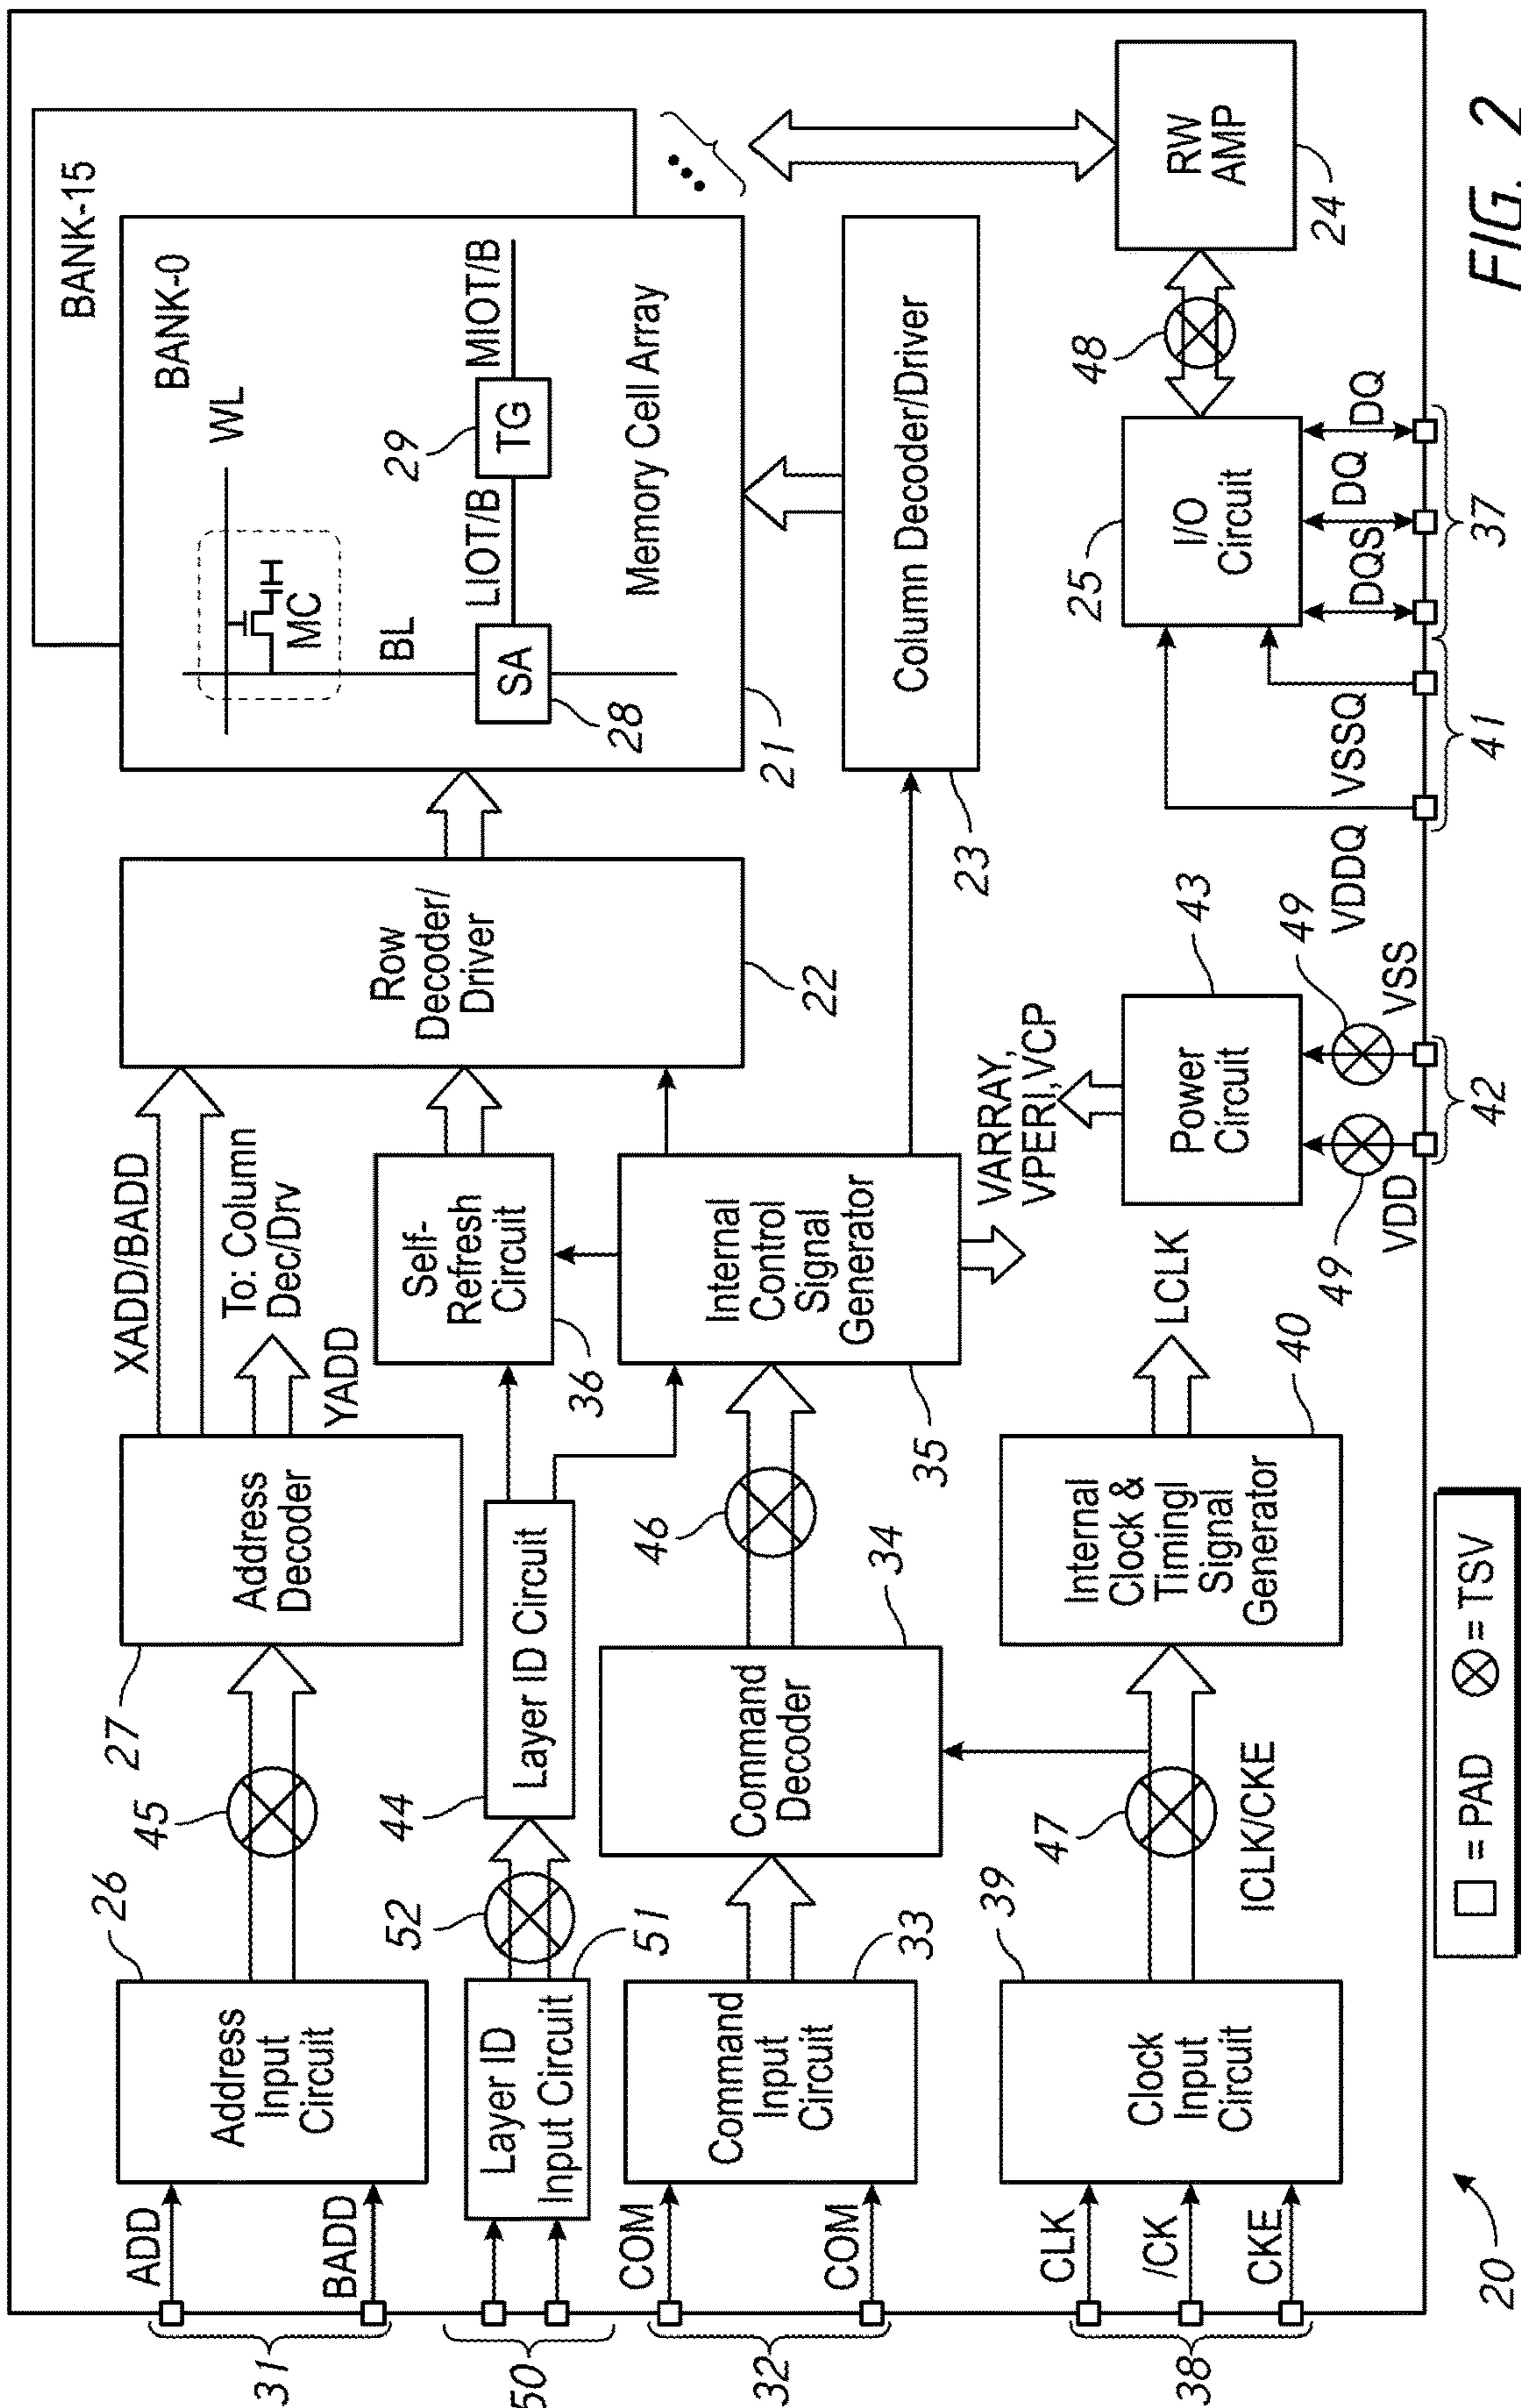 BANK-15
BANK-0
WL
MC
BL
SA
28
LIOT/B
TG
29
MIOT/B
Memory Cell Array
21
XADD/BADD
To: Column
Dec/Drv
YADD
Row
Decoder/
Driver
22
Column Decoder/Driver
23
RW
AMP
24
48
I/O
Circuit
25
DQS
DQ
DQ
37
VSSQ
VDDQ
41
ADD
BADD
31
Address
Input
Circuit
26
45
Address
Decoder
27
50
Layer ID
Input Circuit
51
52
Layer ID Circuit
44
Self-
Refresh
Circuit
36
COM
COM
32
Command
Input
Circuit
33
Command
Decoder
34
46
Internal
Control
Signal
Generator
35
CLK
/CK
CKE
38
Clock
Input
Circuit
39
47
ICLK/CKE
Internal
Clock &
Timingl
Signal
Generator
40
LCLK
VARRAY,
VPERI,VCP
Power
Circuit
43
49
49
VDD
VSS
42
20
= PAD
= TSV
FIG. 2